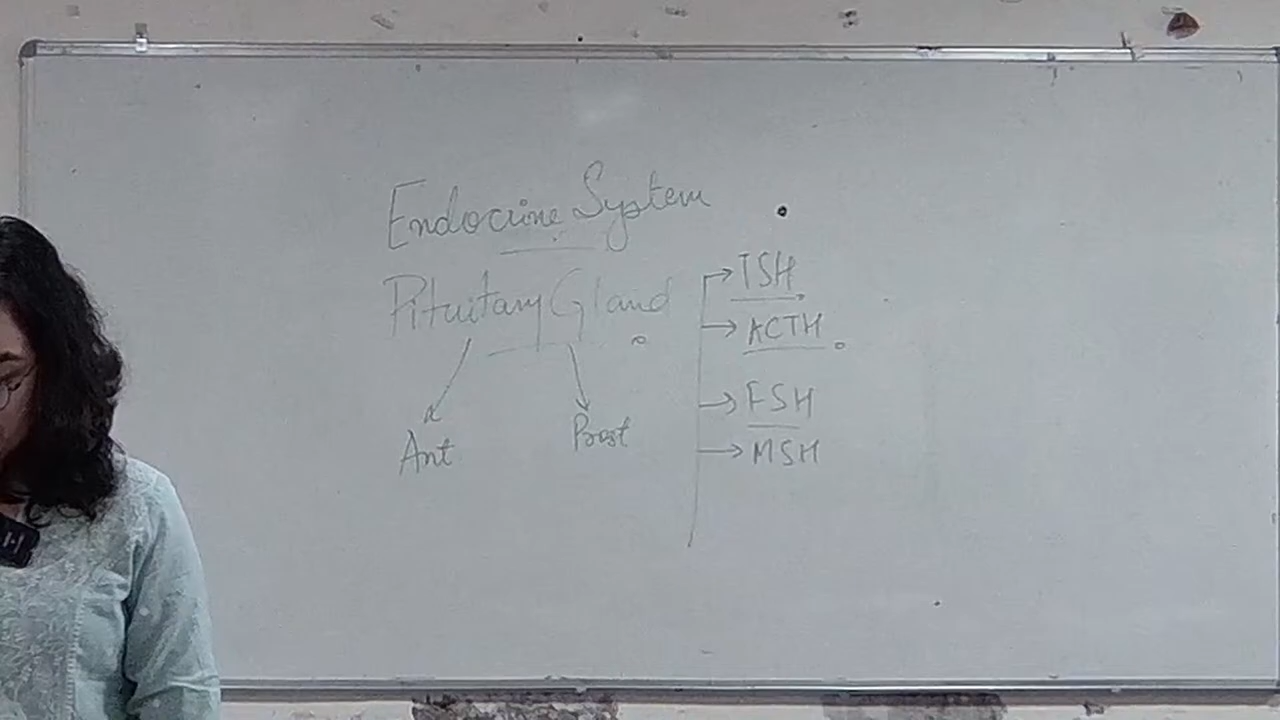 Endocrine System
Pituitary Gland
Ant
Post
TSH
ACTH
FSH
MSH